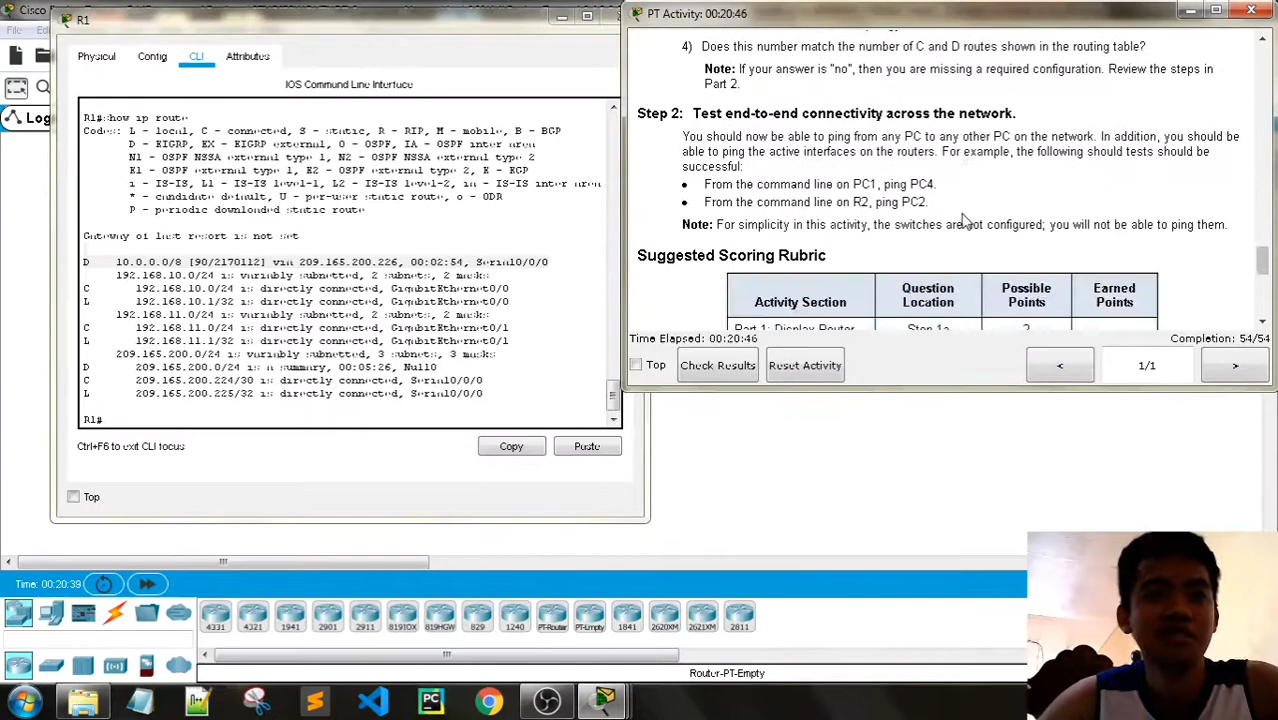 Cisco
R1
PT Activity: 00:20:46
File
Physical
Config
CLI
Attributes
IOS Command Line Interface
Log
R1#show ip route
Codes: L - local, C - connected, S - static, R - RIP, M - mobile, B - BGP
D - EIGRP, EX - EIGRP external, O - OSPF, IA - OSPF inter area
N1 - OSPF NSSA external type 1, N2 - OSPF NSSA external type 2
E1 - OSPF external type 1, E2 - OSPF external type 2, E - EGP
i - IS-IS, L1 - IS-IS level-1, L2 - IS-IS level-2, ia - IS-IS inter area
* - candidate default, U - per-user static route, o - ODR
P - periodic downloaded static route
Gateway of last resort is not set
D 10.0.0.0/8 [90/2170112] via 209.165.200.226, 00:02:54, Serial0/0/0
192.168.10.0/24 is variably subnetted, 2 subnets, 2 masks
C 192.168.10.0/24 is directly connected, GigabitEthernet0/0
L 192.168.10.1/32 is directly connected, GigabitEthernet0/0
192.168.11.0/24 is variably subnetted, 2 subnets, 2 masks
C 192.168.11.0/24 is directly connected, GigabitEthernet0/1
L 192.168.11.1/32 is directly connected, GigabitEthernet0/1
209.165.200.0/24 is variably subnetted, 3 subnets, 3 masks
D 209.165.200.0/24 is a summary, 00:05:26, Null0
C 209.165.200.224/30 is directly connected, Serial0/0/0
L 209.165.200.225/32 is directly connected, Serial0/0/0
R1#
Ctrl+F6 to exit CLI focus
Copy
Paste
Top
4) Does this number match the number of C and D routes shown in the routing table?
Note: If your answer is "no", then you are missing a required configuration. Review the steps in
Part 2.
Step 2: Test end-to-end connectivity across the network.
You should now be able to ping from any PC to any other PC on the network. In addition, you should be
able to ping the active interfaces on the routers. For example, the following should tests should be
successful:
• From the command line on PC1, ping PC4.
• From the command line on R2, ping PC2.
Note: For simplicity in this activity, the switches are not configured; you will not be able to ping them.
Suggested Scoring Rubric
Activity Section
Question Location
Possible Points
Earned Points
Part 1: Display Router
Step 1a
2
Time Elapsed: 00:20:46
Completion: 54/54
Top
Check Results
Reset Activity
<
1/1
>
Time: 00:20:39
4331
4321
1941
2901
2911
819IOX
819HGW
829
1240
PT-Router
PT-Empty
1841
2620XM
2621XM
2811
Router-PT-Empty
PC